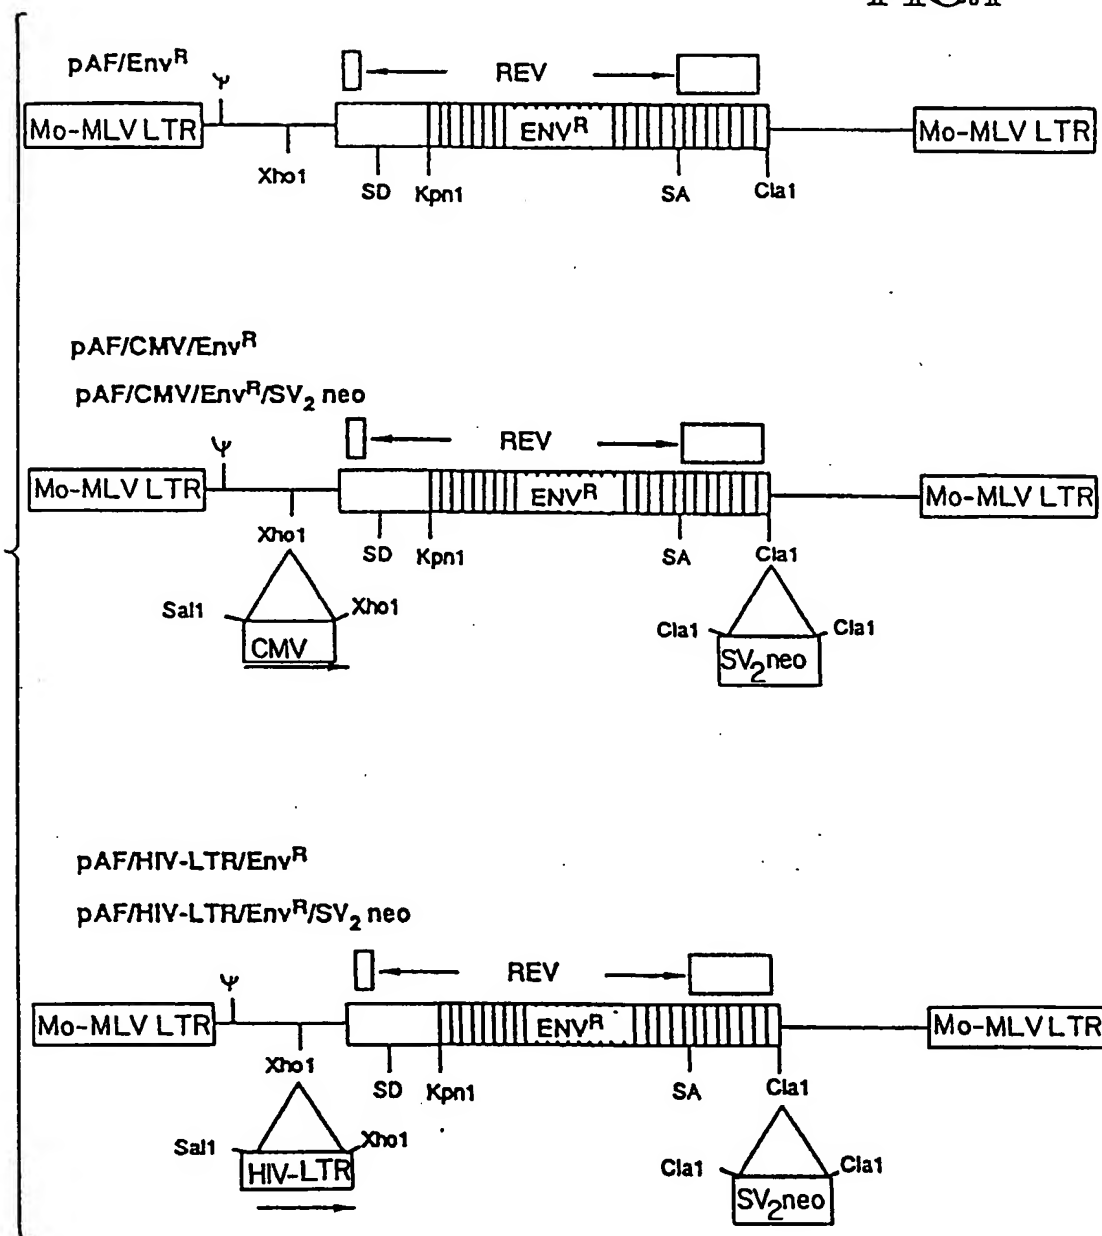 FIG.1
pAF/Env^R
Ψ
REV
Mo-MLV LTR
ENV^R
Mo-MLV LTR
Xho1
SD
Kpn1
SA
Cla1
pAF/CMV/Env^R
pAF/CMV/Env^R/SV₂ neo
Ψ
REV
Mo-MLV LTR
ENV^R
Mo-MLV LTR
Xho1
SD
Kpn1
SA
Cla1
Sal1
Xho1
CMV
Cla1
Cla1
SV₂neo
pAF/HIV-LTR/Env^R
pAF/HIV-LTR/Env^R/SV₂ neo
Ψ
REV
Mo-MLV LTR
ENV^R
Mo-MLV LTR
Xho1
SD
Kpn1
SA
Cla1
Sal1
Xho1
HIV-LTR
Cla1
Cla1
SV₂neo